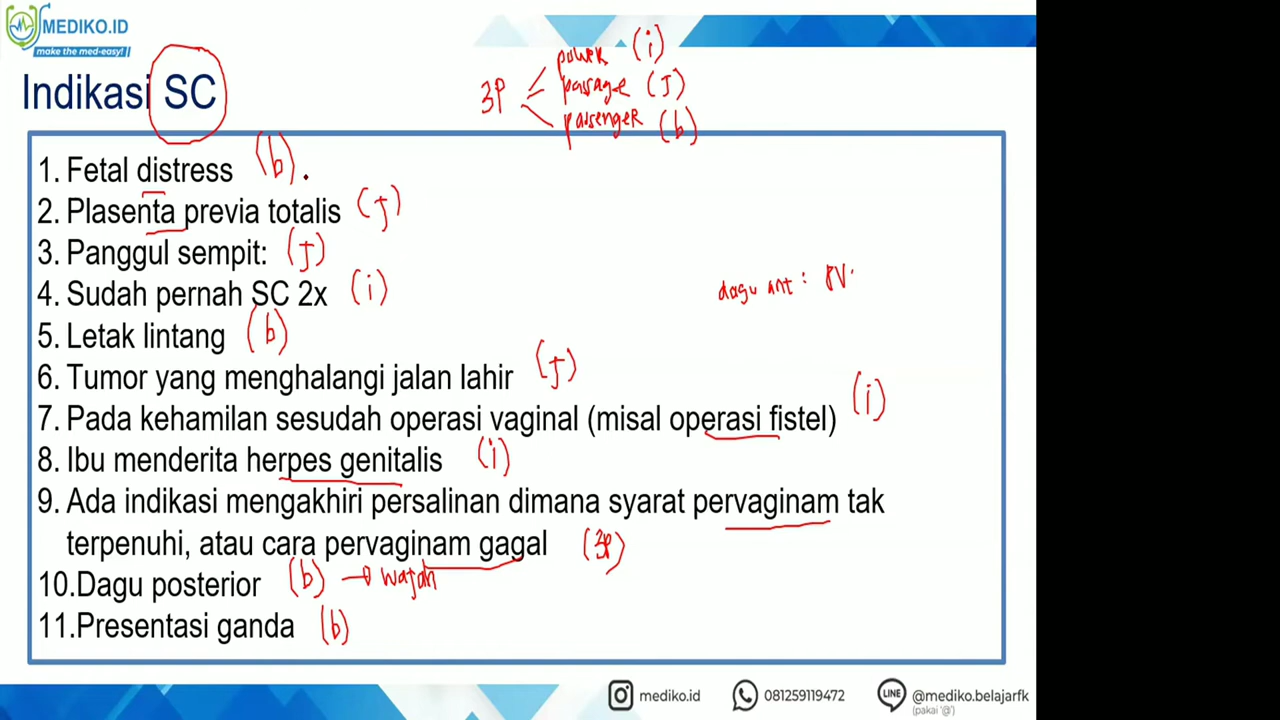 MEDIKO.ID
make the med-easy!
Indikasi SC
3P
power (i)
passage (J)
passenger (b)
1. Fetal distress (b)
2. Plasenta previa totalis (J)
3. Panggul sempit: (J)
4. Sudah pernah SC 2x (i)
dagu ant : PV
5. Letak lintang (b)
6. Tumor yang menghalangi jalan lahir (J)
7. Pada kehamilan sesudah operasi vaginal (misal operasi fistel) (i)
8. Ibu menderita herpes genitalis (i)
9. Ada indikasi mengakhiri persalinan dimana syarat pervaginam tak
terpenuhi, atau cara pervaginam gagal (3P)
10.Dagu posterior (b) → wajah
11.Presentasi ganda (b)
mediko.id
081259119472
LINE
@mediko.belajarfk
(pakai '@')